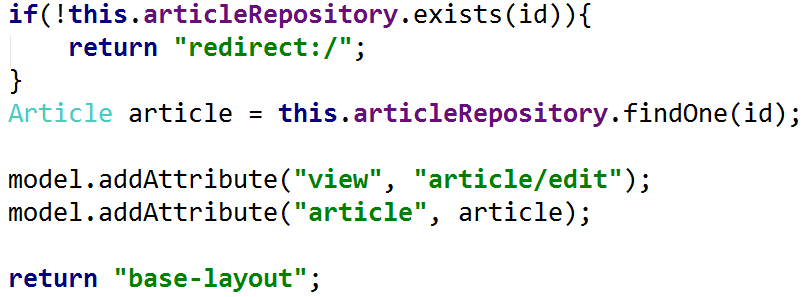 if(!this.articleRepository.exists(id)){
    return "redirect:/";
}
Article article = this.articleRepository.findOne(id);

model.addAttribute("view", "article/edit");
model.addAttribute("article", article);

return "base-layout";